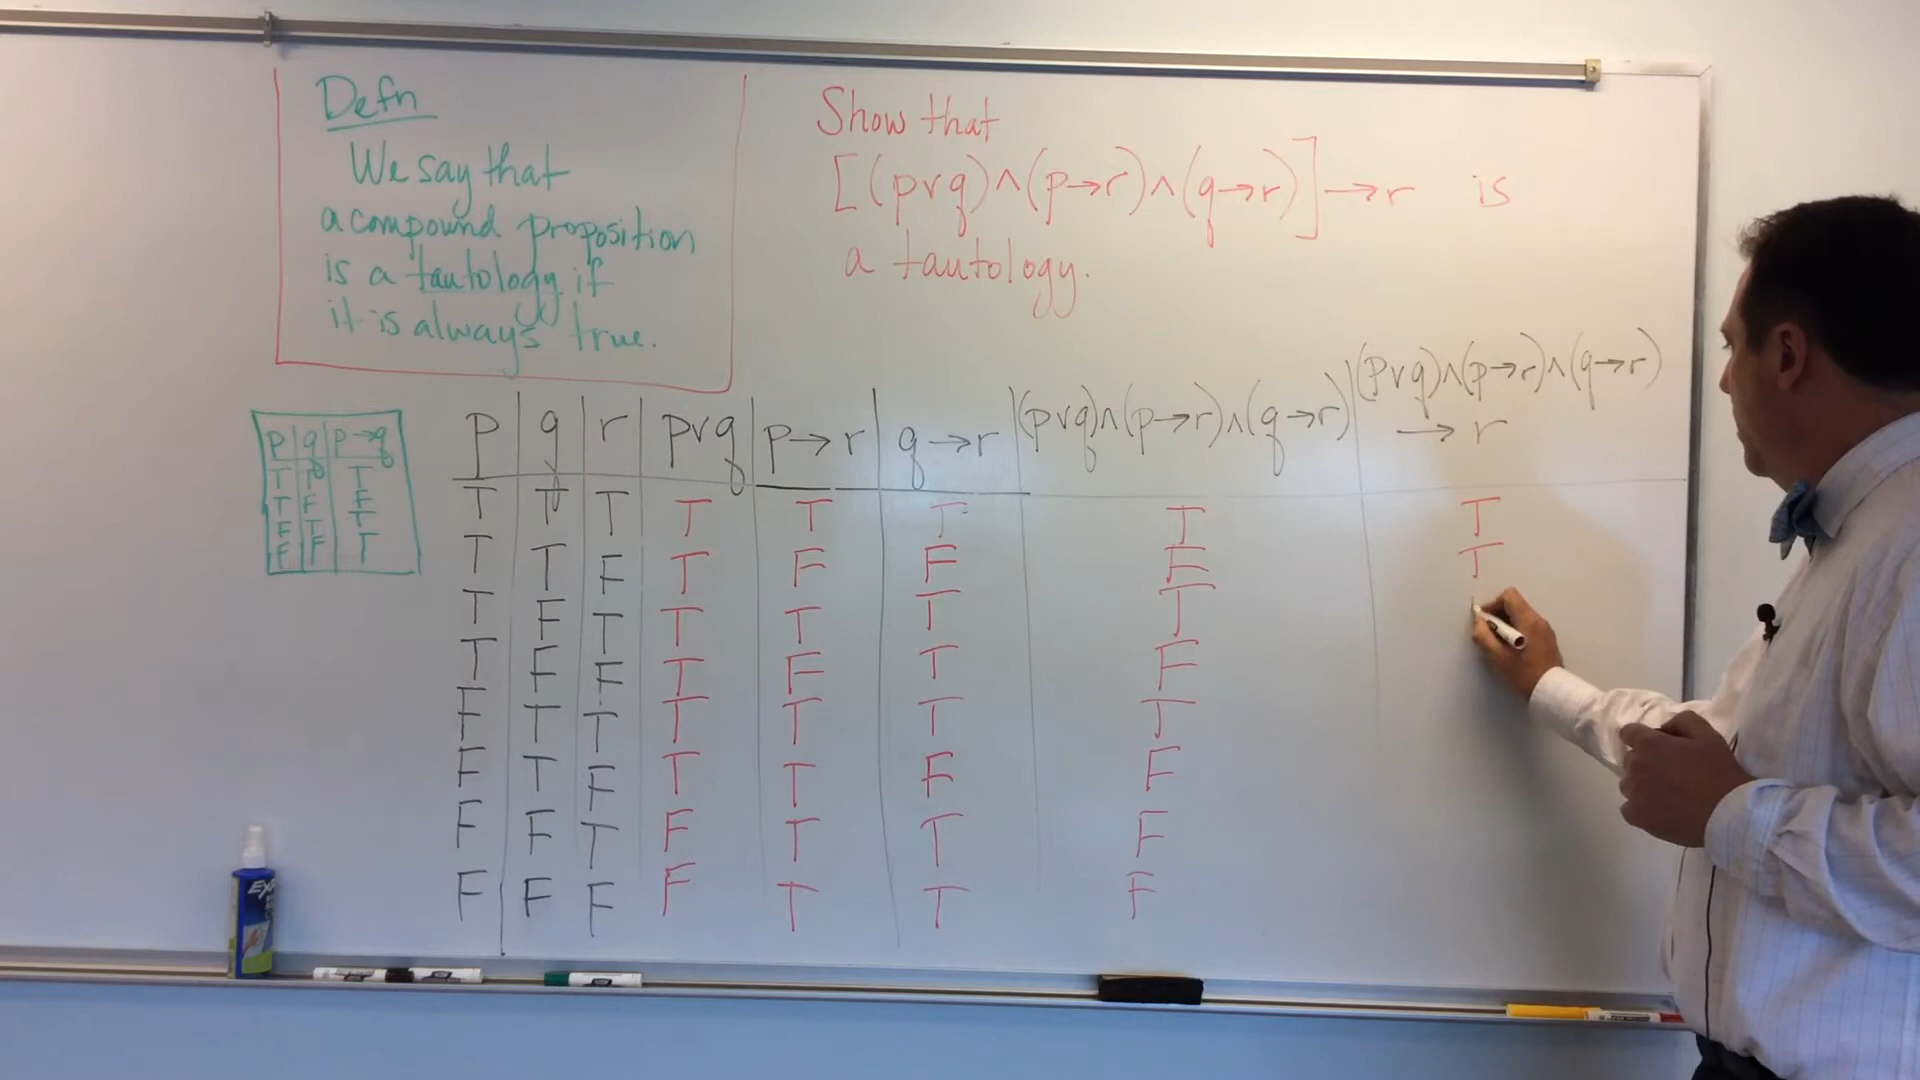 Defn
We say that
a compound proposition
is a tautology if
it is always true.
Show that
[(p∨q)∧(p→r)∧(q→r)]→r is
a tautology.
p q p→q
T T T
T F F
F T T
F F T
p q r p∨q p→r q→r (p∨q)∧(p→r)∧(q→r) (p∨q)∧(p→r)∧(q→r)
→ r
T T T T T T T T
T T F T F F F T
T F T T T T T
T F F T F T F
F T T T T T T
F T F T T F F
F F T F T T F
F F F F T T F